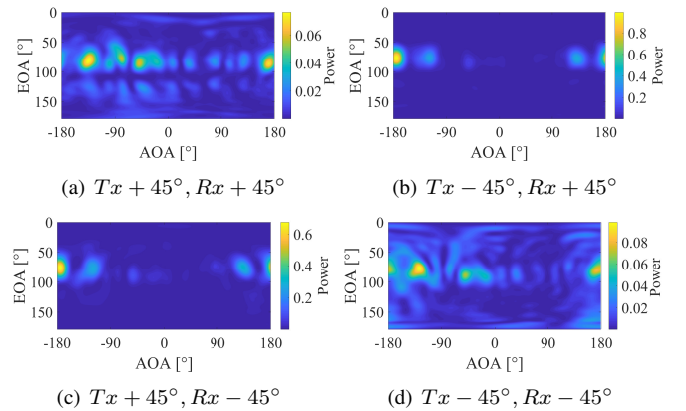 0
50
100
150
EOA [°]
-180 -90 0 90 180
AOA [°]
0.06
0.04
0.02
Power
(a) Tx + 45°, Rx + 45°
0
50
100
150
EOA [°]
-180 -90 0 90 180
AOA [°]
0.8
0.6
0.4
0.2
Power
(b) Tx − 45°, Rx + 45°
0
50
100
150
EOA [°]
-180 -90 0 90 180
AOA [°]
0.6
0.4
0.2
Power
(c) Tx + 45°, Rx − 45°
0
50
100
150
EOA [°]
-180 -90 0 90 180
AOA [°]
0.08
0.06
0.04
0.02
Power
(d) Tx − 45°, Rx − 45°